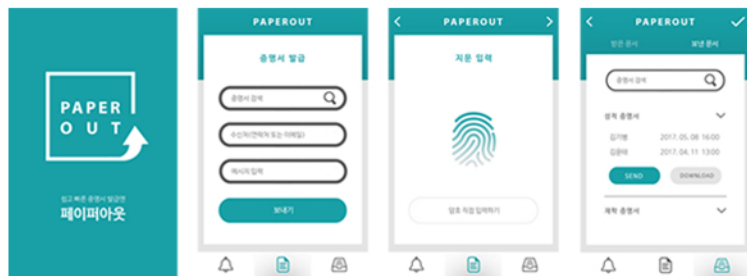 PAPER
OUT
쉽고 빠른 증명서 발급앱
페이퍼아웃
PAPEROUT
증명서 발급
증명서 검색
수신자(연락처 또는 이메일)
메시지 입력
보내기
PAPEROUT
지문 입력
암호 직접 입력하기
PAPEROUT
받은 문서 보낸 문서
증명서 검색
성적 증명서
김기병 2017. 05. 08 16:00
김은태 2017. 04. 11 13:00
SEND DOWNLOAD
재학 증명서